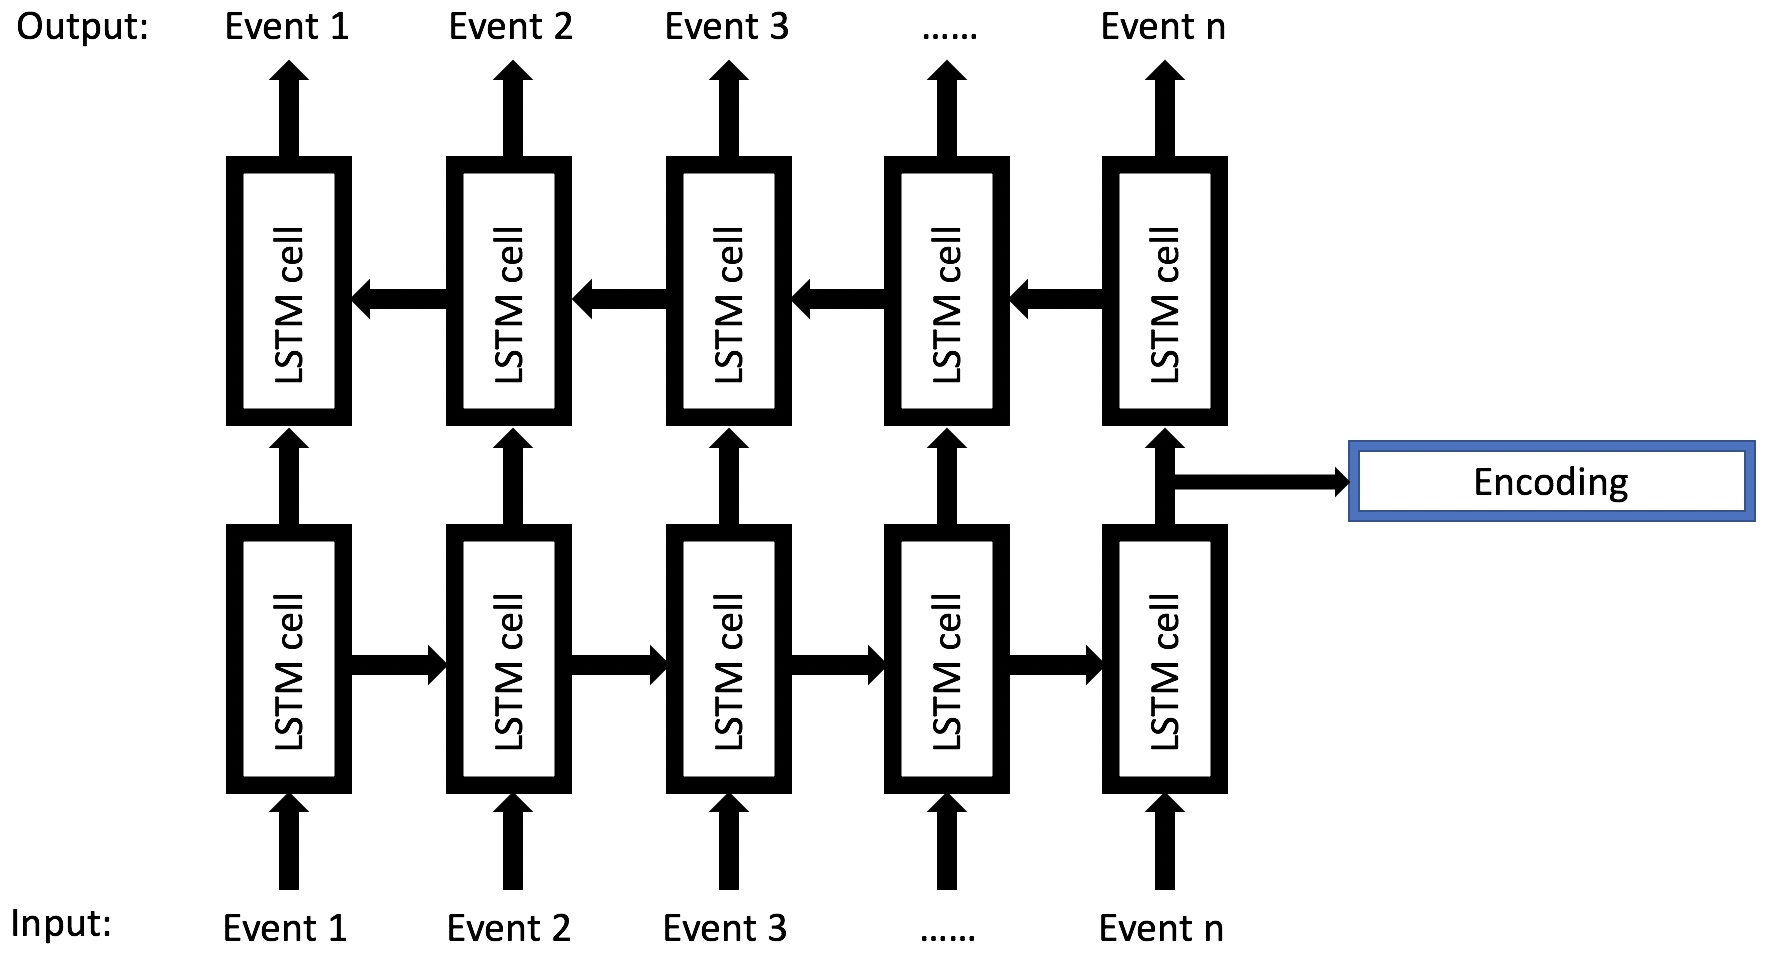 Output: Event 1 Event 2 Event 3 ...... Event n
LSTM cell LSTM cell LSTM cell LSTM cell LSTM cell
Encoding
LSTM cell LSTM cell LSTM cell LSTM cell LSTM cell
Input: Event 1 Event 2 Event 3 ...... Event n